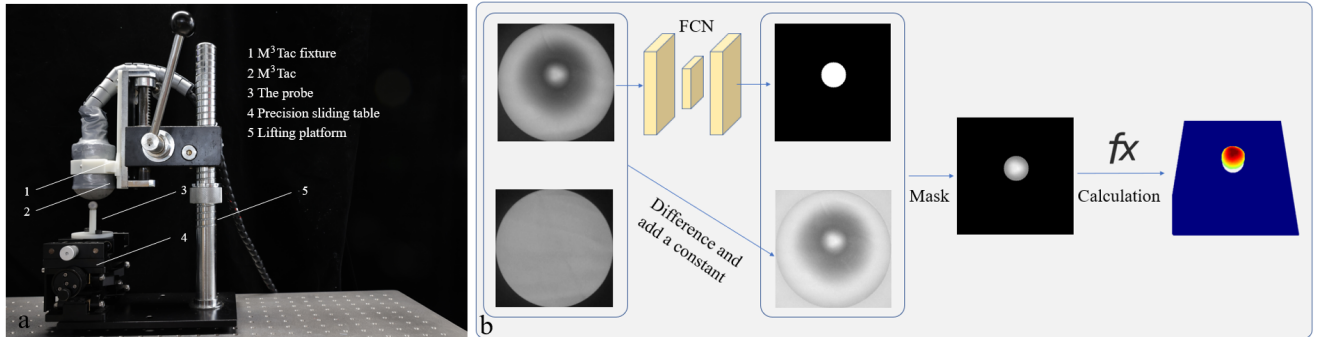 1 M³Tac fixture
2 M³Tac
3 The probe
4 Precision sliding table
5 Lifting platform
1
2
3
4
5
a
FCN
Difference and
add a constant
Mask
fx
Calculation
b